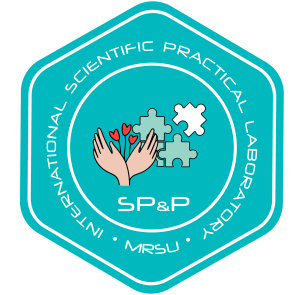 INTERNATIONAL SCIENTIFIC PRACTICAL LABORATORY
SP&P
• MRSU •